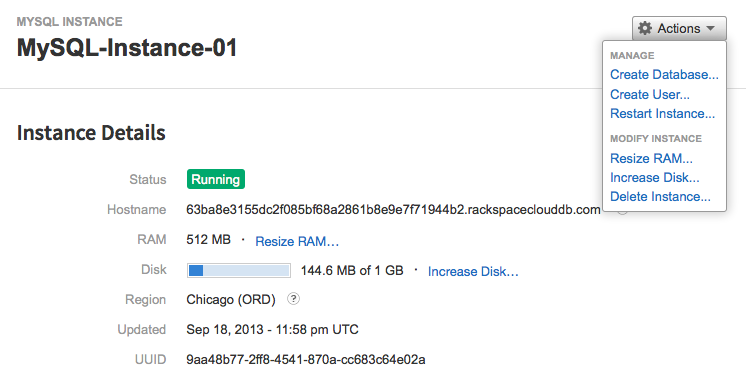 MYSQL INSTANCE
MySQL-Instance-01
Actions
MANAGE
Create Database...
Create User...
Restart Instance...
MODIFY INSTANCE
Resize RAM...
Increase Disk...
Delete Instance...
Instance Details
Status Running
Hostname 63ba8e3155dc2f085bf68a2861b8e9e7f71944b2.rackspaceclouddb.com
RAM 512 MB · Resize RAM...
Disk 144.6 MB of 1 GB · Increase Disk...
Region Chicago (ORD) ?
Updated Sep 18, 2013 - 11:58 pm UTC
UUID 9aa48b77-2ff8-4541-870a-cc683c64e02a